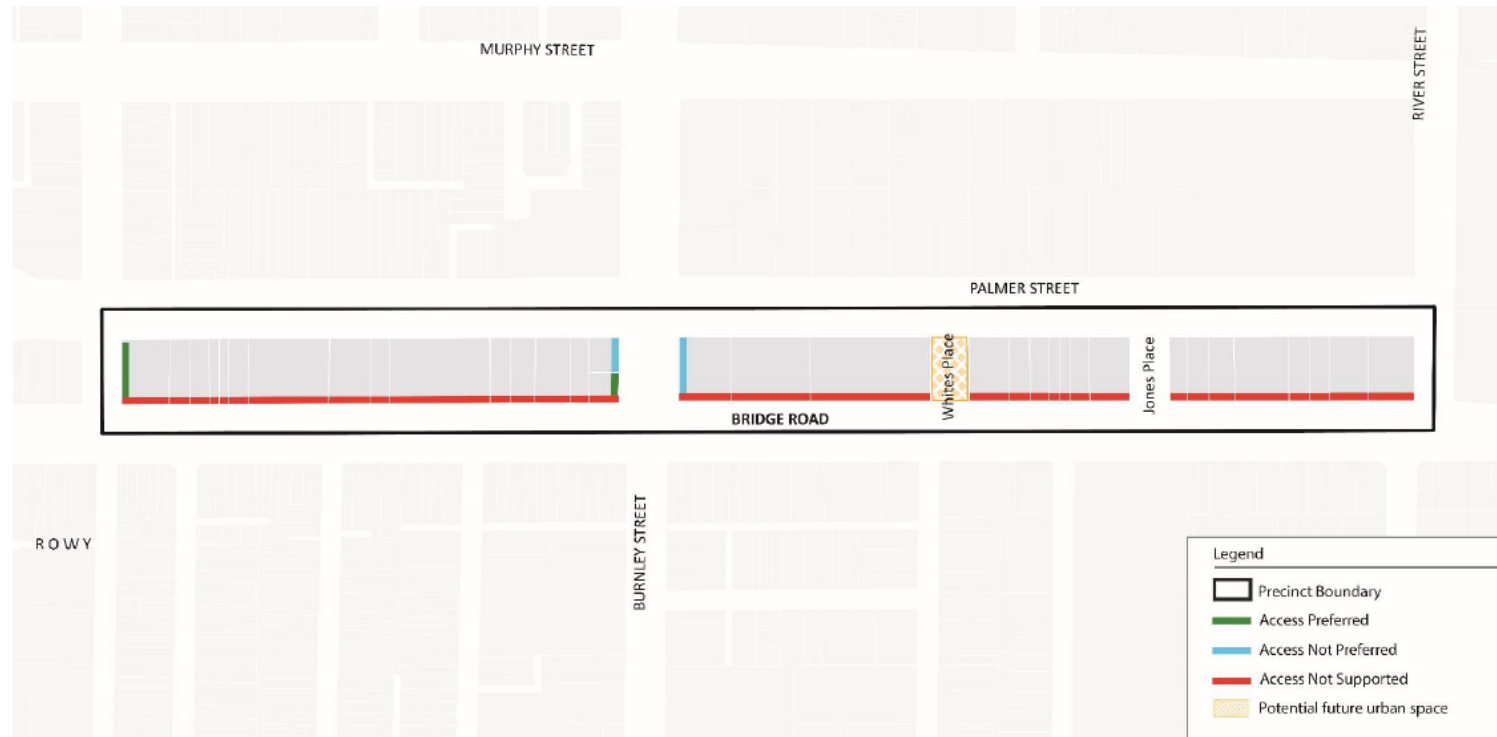 MURPHY STREET
RIVER STREET
PALMER STREET
Whites Place
Jones Place
BRIDGE ROAD
BURNLEY STREET
ROWY
Legend
Precinct Boundary
Access Preferred
Access Not Preferred
Access Not Supported
Potential future urban space